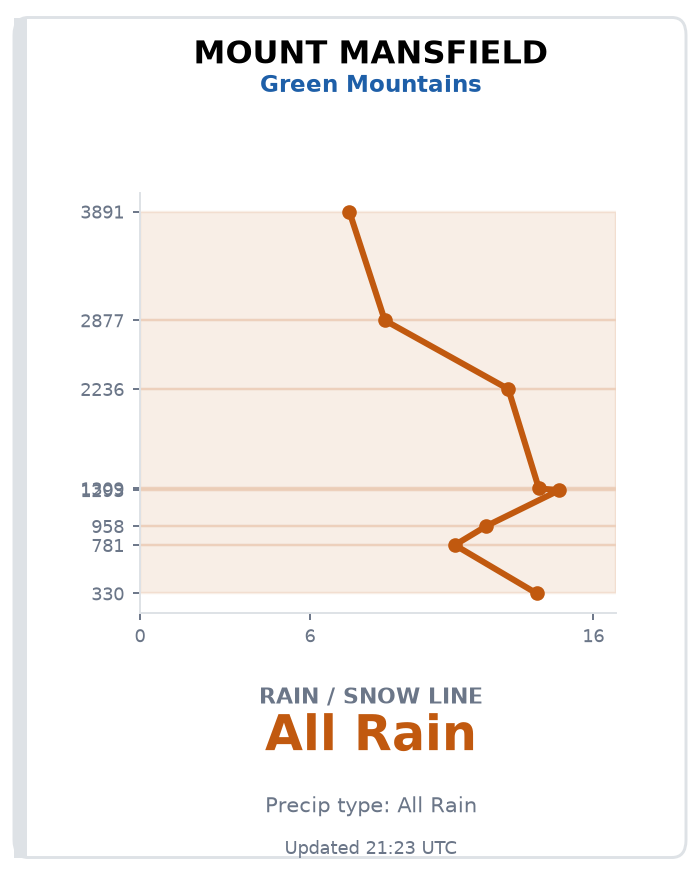 MOUNT MANSFIELD
Green Mountains
3891
2877
2236
958
781
330
0 6 16
RAIN / SNOW LINE
All Rain
Precip type: All Rain
Updated 21:23 UTC